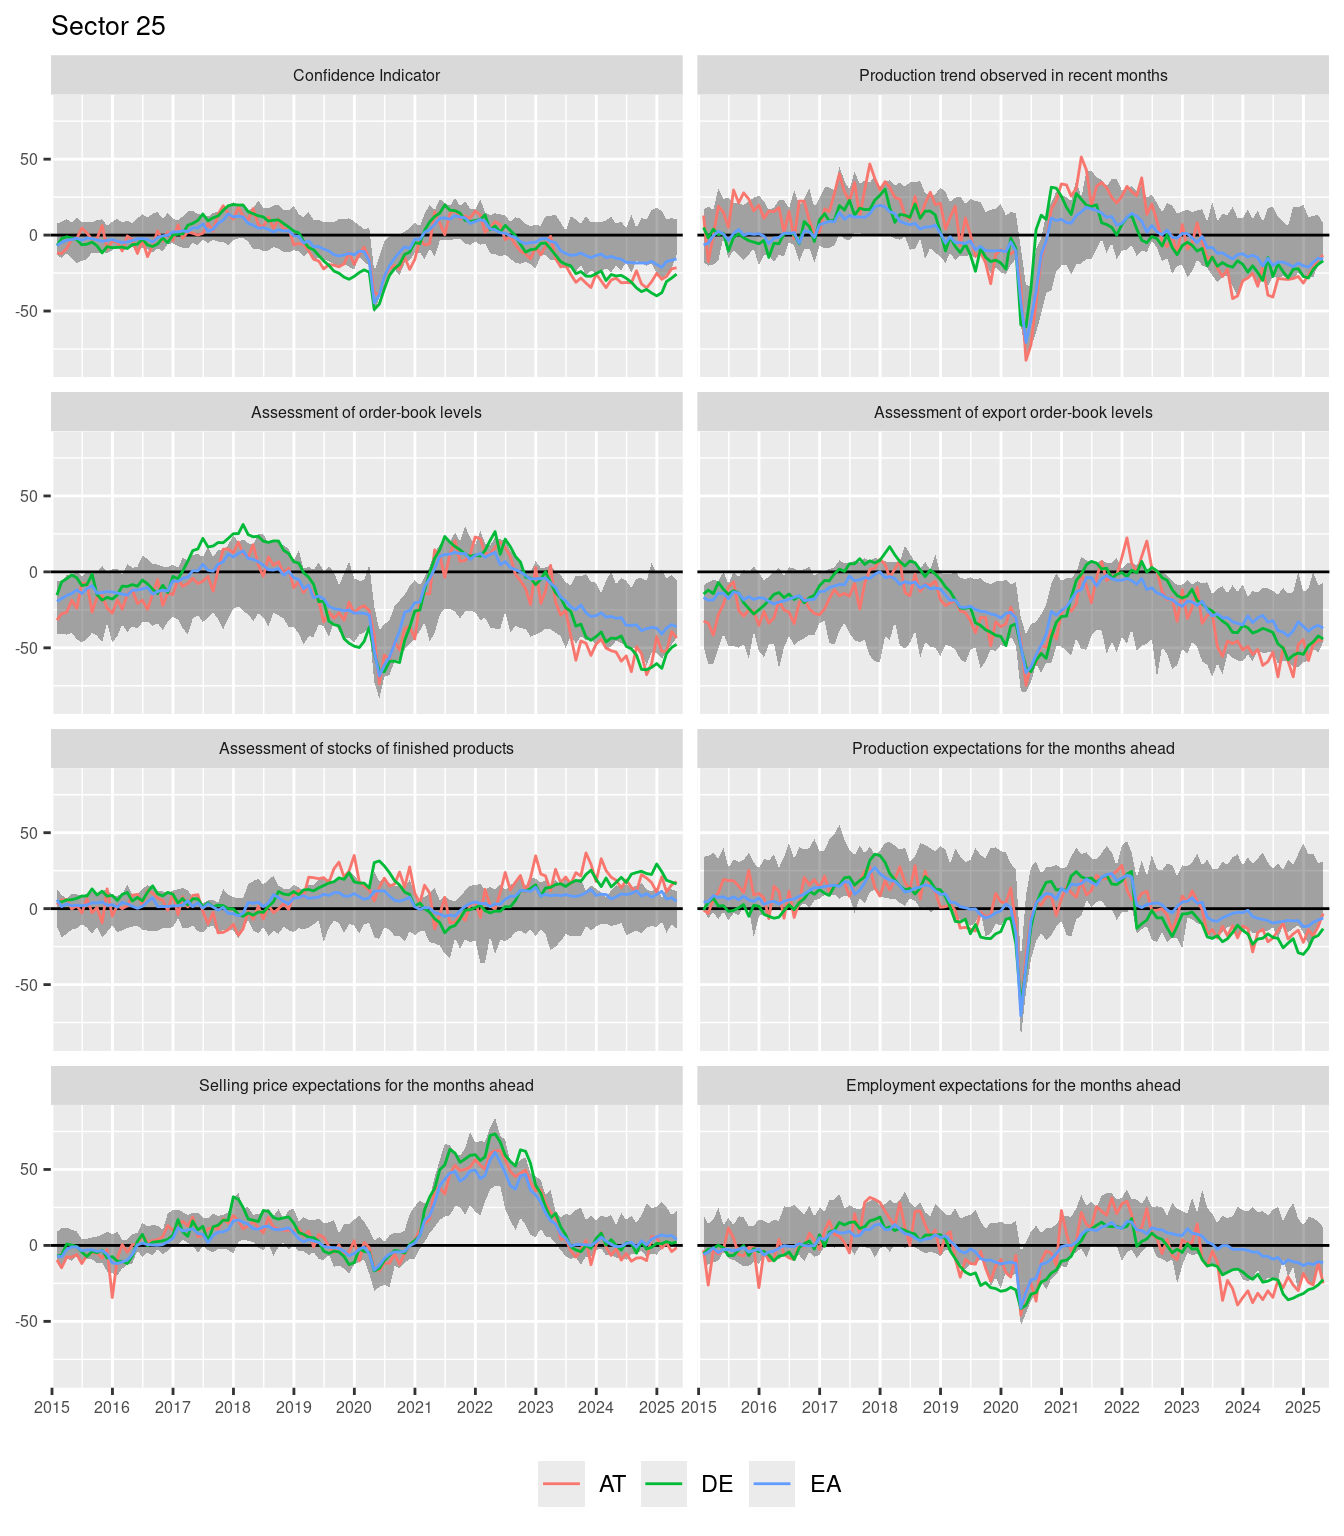 Sector 25
Confidence Indicator
Production trend observed in recent months
50
0
-50
Assessment of order-book levels
Assessment of export order-book levels
50
0
-50
Assessment of stocks of finished products
Production expectations for the months ahead
50
0
-50
Selling price expectations for the months ahead
Employment expectations for the months ahead
50
0
-50
2015 2016 2017 2018 2019 2020 2021 2022 2023 2024 2025 2015 2016 2017 2018 2019 2020 2021 2022 2023 2024 2025
AT DE EA